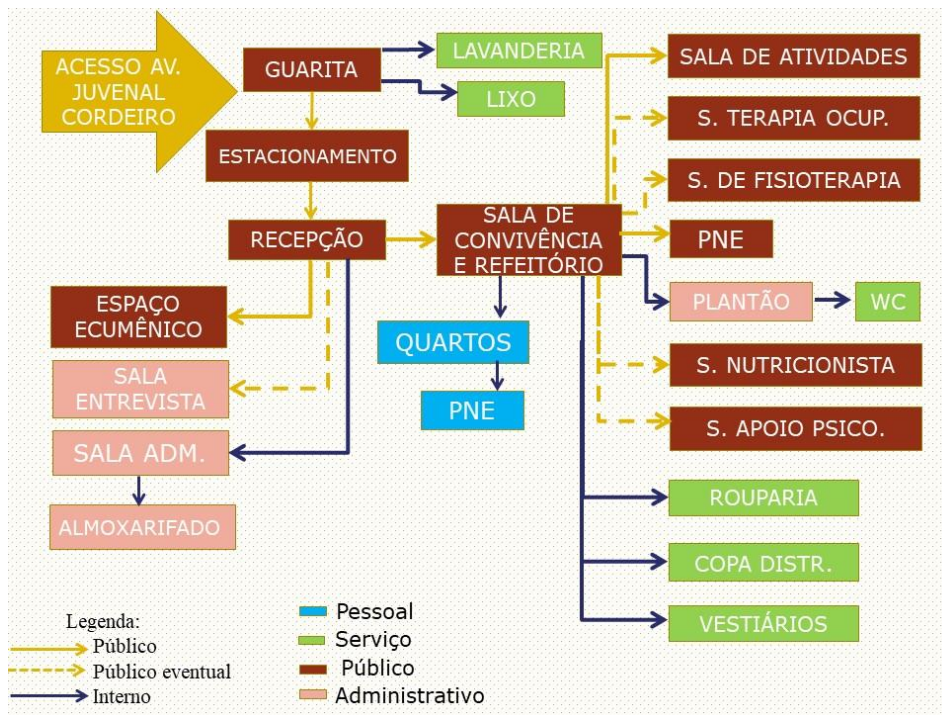 ACESSO AV.
JUVENAL
CORDEIRO
GUARITA
LAVANDERIA
LIXO
ESTACIONAMENTO
RECEPÇÃO
SALA DE
CONVIVÊNCIA
E REFEITÓRIO
SALA DE ATIVIDADES
S. TERAPIA OCUP.
S. DE FISIOTERAPIA
PNE
PLANTÃO
WC
S. NUTRICIONISTA
S. APOIO PSICO.
ROUPARIA
COPA DISTR.
VESTIÁRIOS
ESPAÇO
ECUMÊNICO
SALA
ENTREVISTA
SALA ADM.
ALMOXARIFADO
QUARTOS
PNE
Legenda:
Público
Público eventual
Interno
Pessoal
Serviço
Público
Administrativo